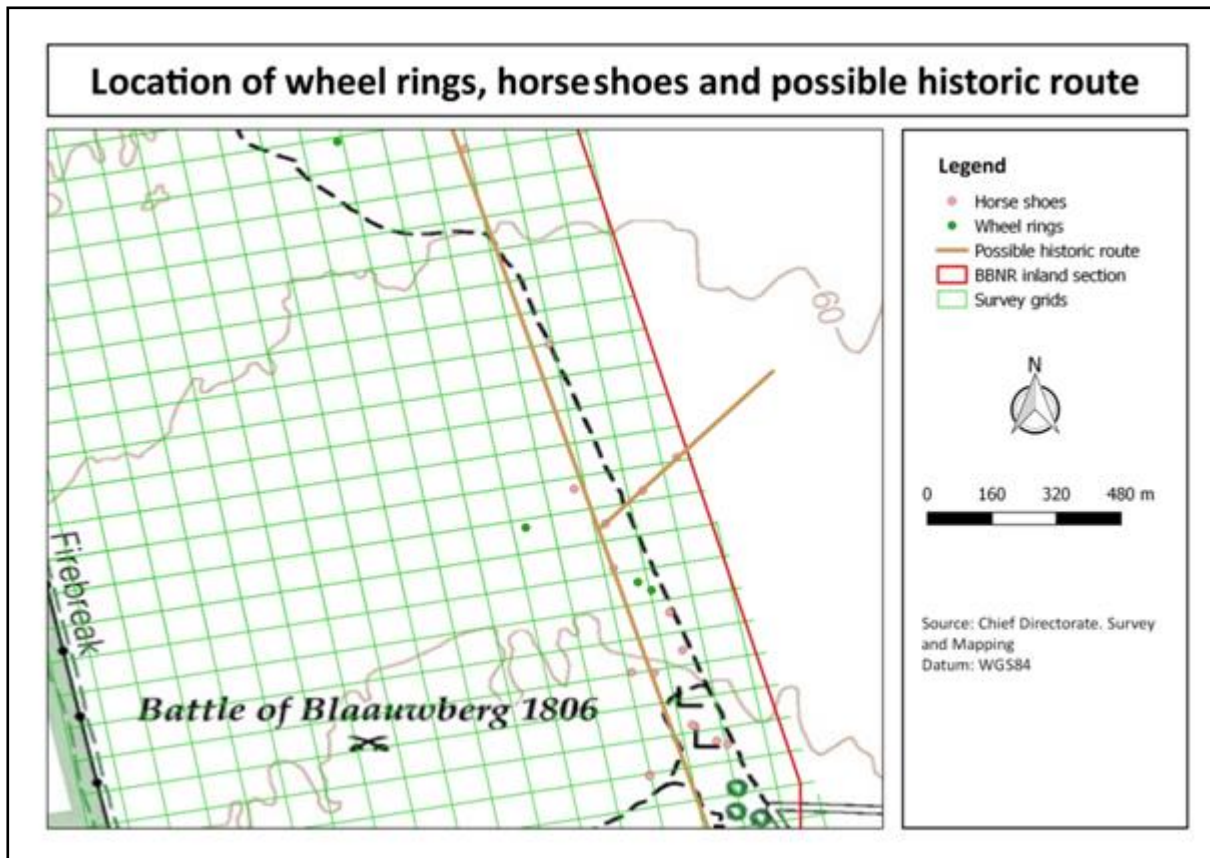 Location of wheel rings, horseshoes and possible historic route
60
Firebreak
Battle of Blaauwberg 1806
Legend
Horse shoes
Wheel rings
Possible historic route
BBNR inland section
Survey grids
N
0 160 320 480 m
Source: Chief Directorate. Survey
and Mapping
Datum: WGS84